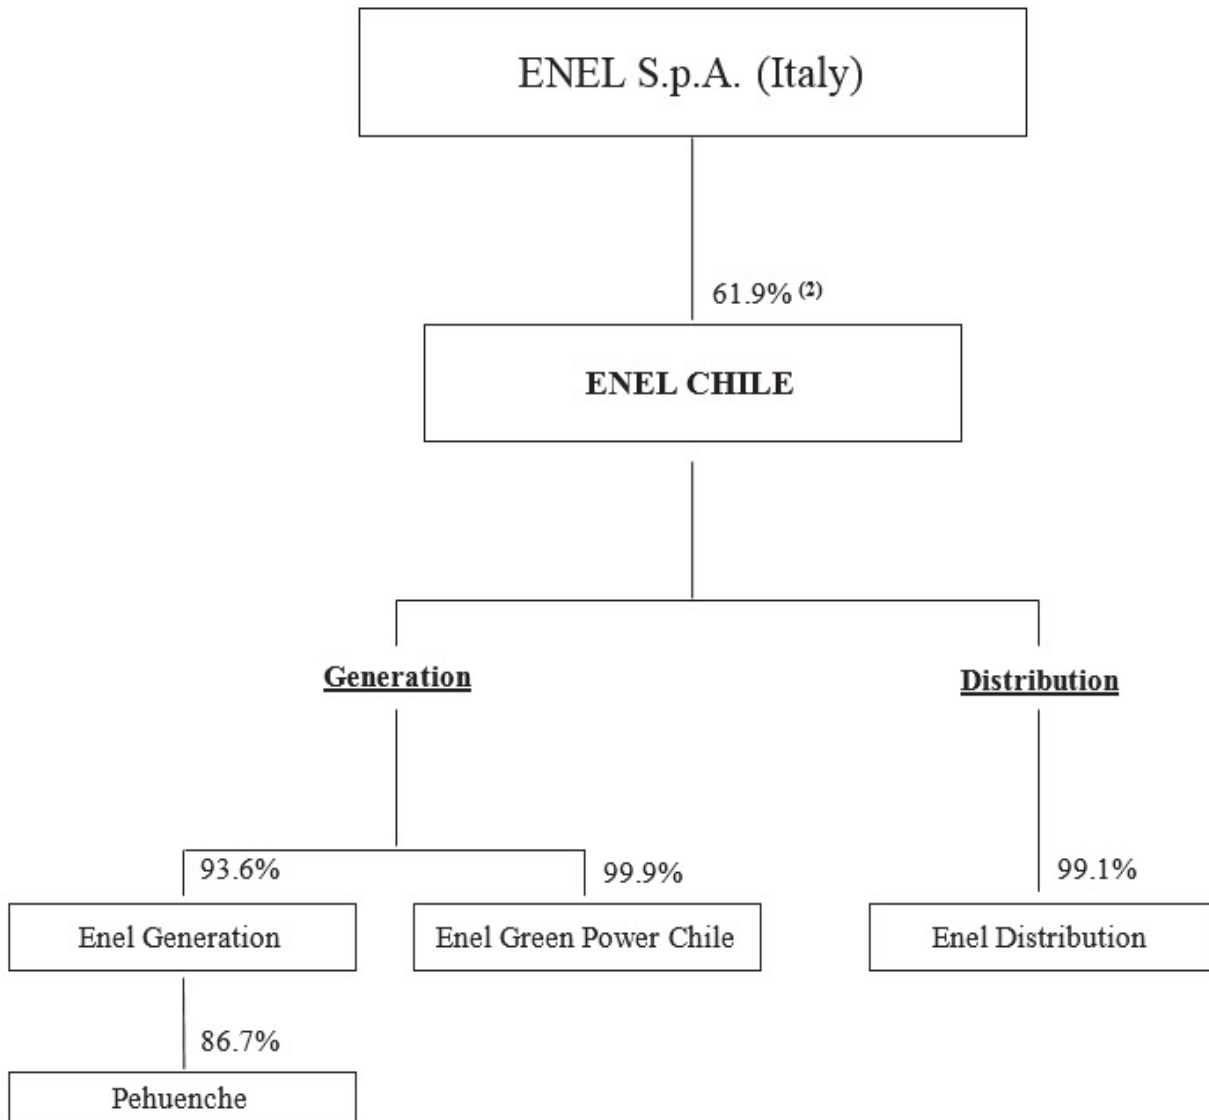 ENEL S.p.A. (Italy)
61.9% (2)
ENEL CHILE
Generation
Distribution
93.6%
99.9%
99.1%
Enel Generation
Enel Green Power Chile
Enel Distribution
86.7%
Pehuenche